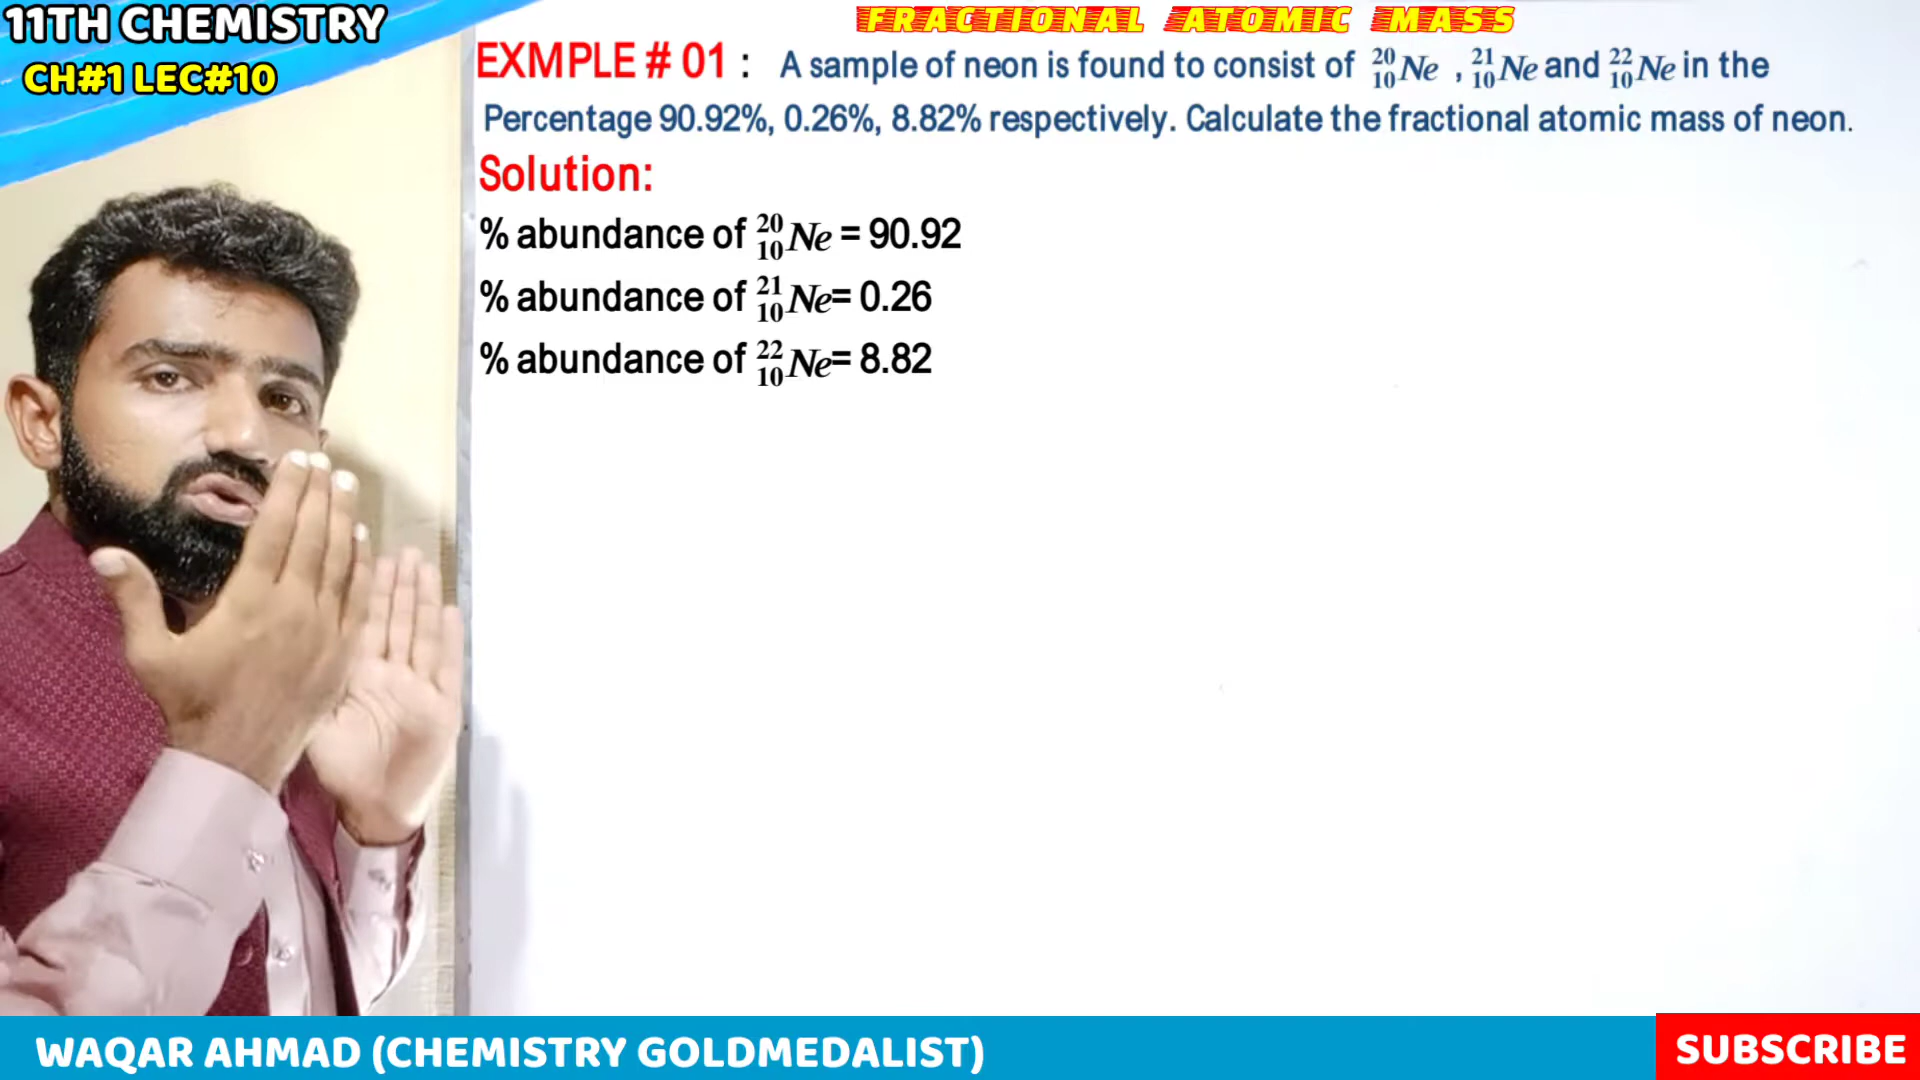 11TH CHEMISTRY
CH#1 LEC#10
FRACTIONAL ATOMIC MASS
EXMPLE # 01 : A sample of neon is found to consist of ²⁰₁₀Ne , ²¹₁₀Ne and ²²₁₀Ne in the
Percentage 90.92%, 0.26%, 8.82% respectively. Calculate the fractional atomic mass of neon.
Solution:
% abundance of ²⁰₁₀Ne = 90.92
% abundance of ²¹₁₀Ne= 0.26
% abundance of ²²₁₀Ne= 8.82
WAQAR AHMAD (CHEMISTRY GOLDMEDALIST)
SUBSCRIBE